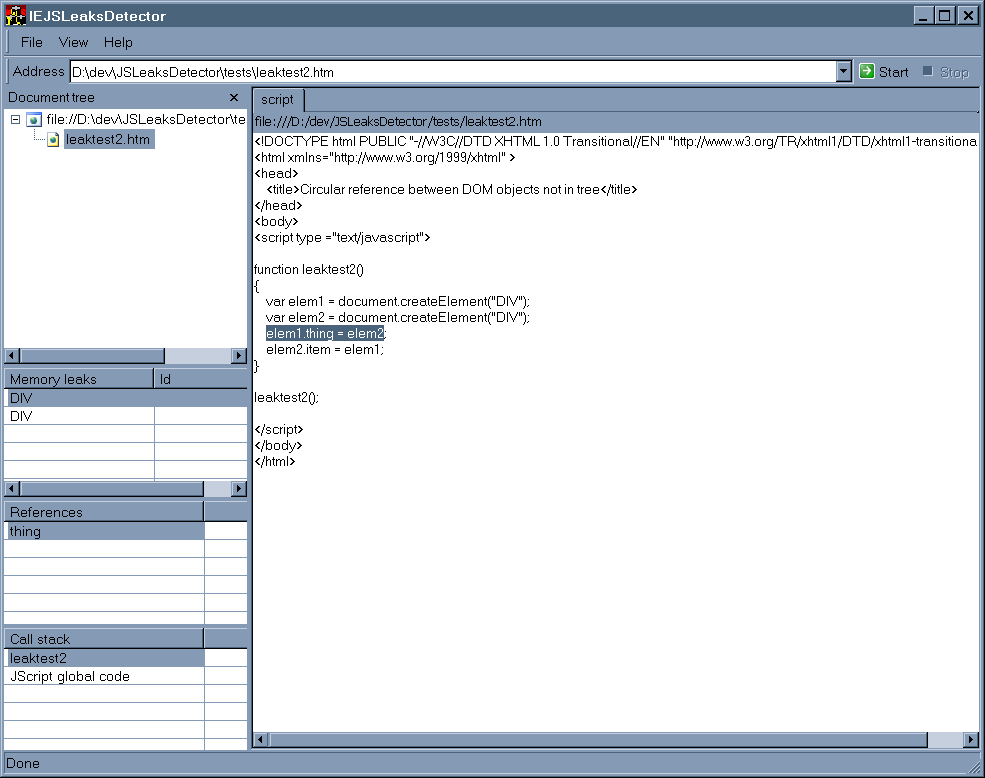 IEJSLeaksDetector
File View Help
Address D:\dev\JSLeaksDetector\tests\leaktest2.htm Start Stop
Document tree
file://D:\dev\JSLeaksDetector\te
leaktest2.htm
Memory leaks Id
DIV
DIV
References
thing
Call stack
leaktest2
JScript global code
script
file:///D:/dev/JSLeaksDetector/tests/leaktest2.htm
<!DOCTYPE html PUBLIC "-//W3C//DTD XHTML 1.0 Transitional//EN" "http://www.w3.org/TR/xhtml1/DTD/xhtml1-transitiona
<html xmlns="http://www.w3.org/1999/xhtml" >
<head>
<title>Circular reference between DOM objects not in tree</title>
</head>
<body>
<script type ="text/javascript">
function leaktest2()
{
var elem1 = document.createElement("DIV");
var elem2 = document.createElement("DIV");
elem1.thing = elem2;
elem2.item = elem1;
}
leaktest2();
</script>
</body>
</html>
Done